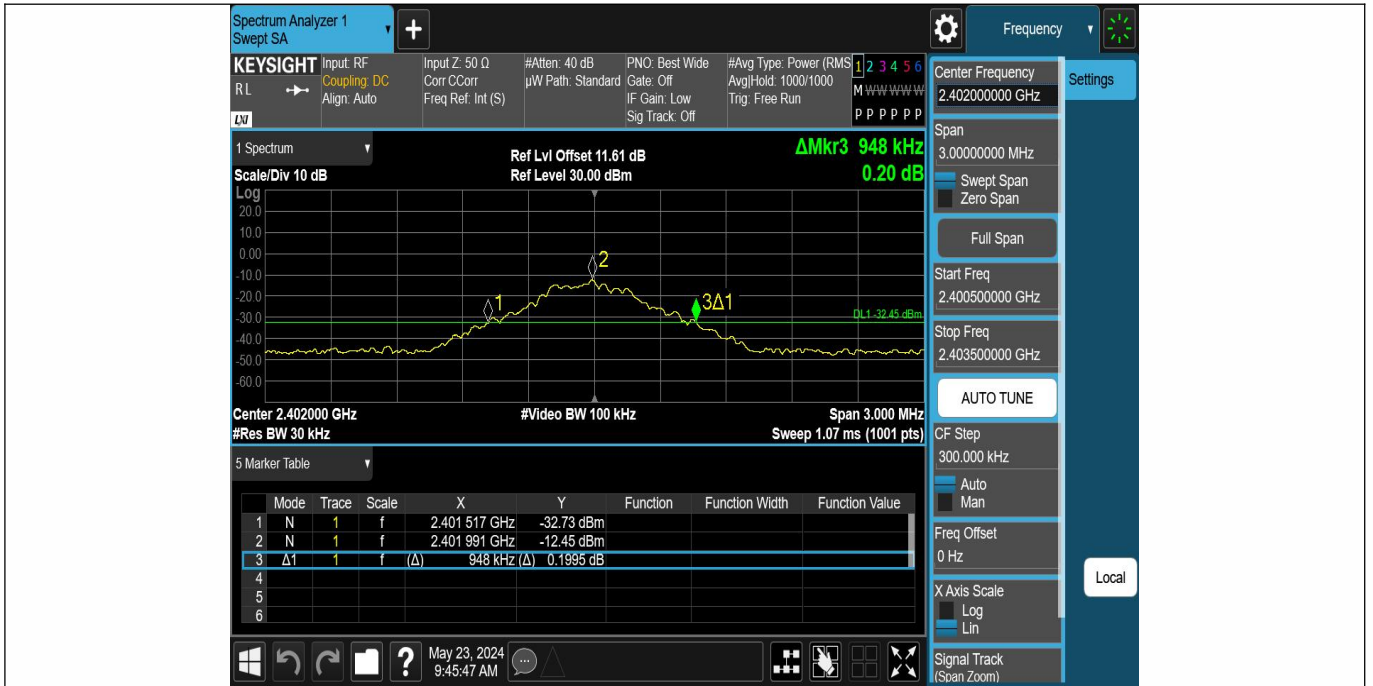 Spectrum Analyzer 1
Swept SA
+
Frequency
KEYSIGHT
RL
LXI
Input: RF
Coupling: DC
Align: Auto
Input Z: 50 Ω
Corr CCorr
Freq Ref: Int (S)
#Atten: 40 dB
µW Path: Standard
PNO: Best Wide
Gate: Off
IF Gain: Low
Sig Track: Off
#Avg Type: Power (RMS
Avg|Hold: 1000/1000
Trig: Free Run
1 2 3 4 5 6
M W W W W W
P P P P P P
1 Spectrum
Scale/Div 10 dB
Ref Lvl Offset 11.61 dB
Ref Level 30.00 dBm
ΔMkr3 948 kHz
0.20 dB
Log
20.0
10.0
0.00
-10.0
-20.0
-30.0
-40.0
-50.0
-60.0
1
2
3Δ1
DL1 -32.45 dBm
Center 2.402000 GHz
#Video BW 100 kHz
Span 3.000 MHz
#Res BW 30 kHz
Sweep 1.07 ms (1001 pts)
5 Marker Table
Mode Trace Scale X Y Function Function Width Function Value
1 N 1 f 2.401 517 GHz -32.73 dBm
2 N 1 f 2.401 991 GHz -12.45 dBm
3 Δ1 1 f (Δ) 948 kHz (Δ) 0.1995 dB
4
5
6
?
May 23, 2024
9:45:47 AM
Center Frequency
2.402000000 GHz
Settings
Span
3.00000000 MHz
Swept Span
Zero Span
Full Span
Start Freq
2.400500000 GHz
Stop Freq
2.403500000 GHz
AUTO TUNE
CF Step
300.000 kHz
Auto
Man
Freq Offset
0 Hz
X Axis Scale
Log
Lin
Local
Signal Track
(Span Zoom)